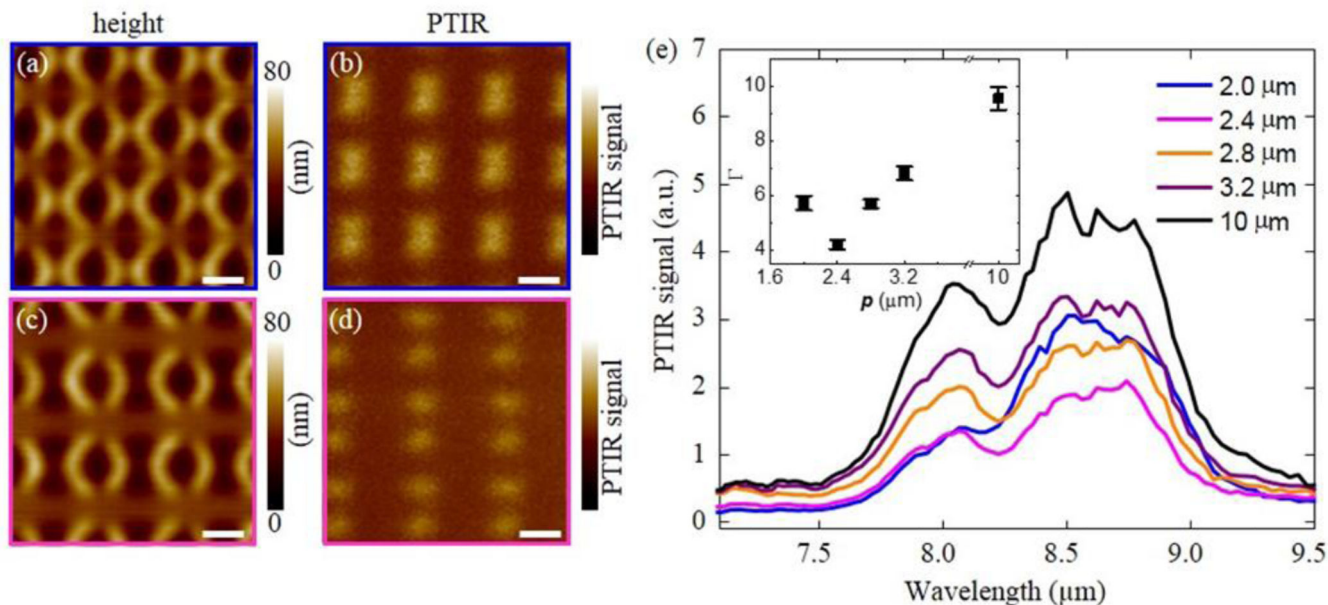 height
PTIR
(a)
80
(nm)
0
(b)
PTIR signal
(c)
80
(nm)
0
(d)
PTIR signal
(e)
7
6
5
4
3
2
1
0
PTIR signal (a.u.)
7.5 8.0 8.5 9.0 9.5
Wavelength (μm)
10
8
6
4
Γ
1.6 2.4 3.2 10
p (μm)
2.0 μm
2.4 μm
2.8 μm
3.2 μm
10 μm